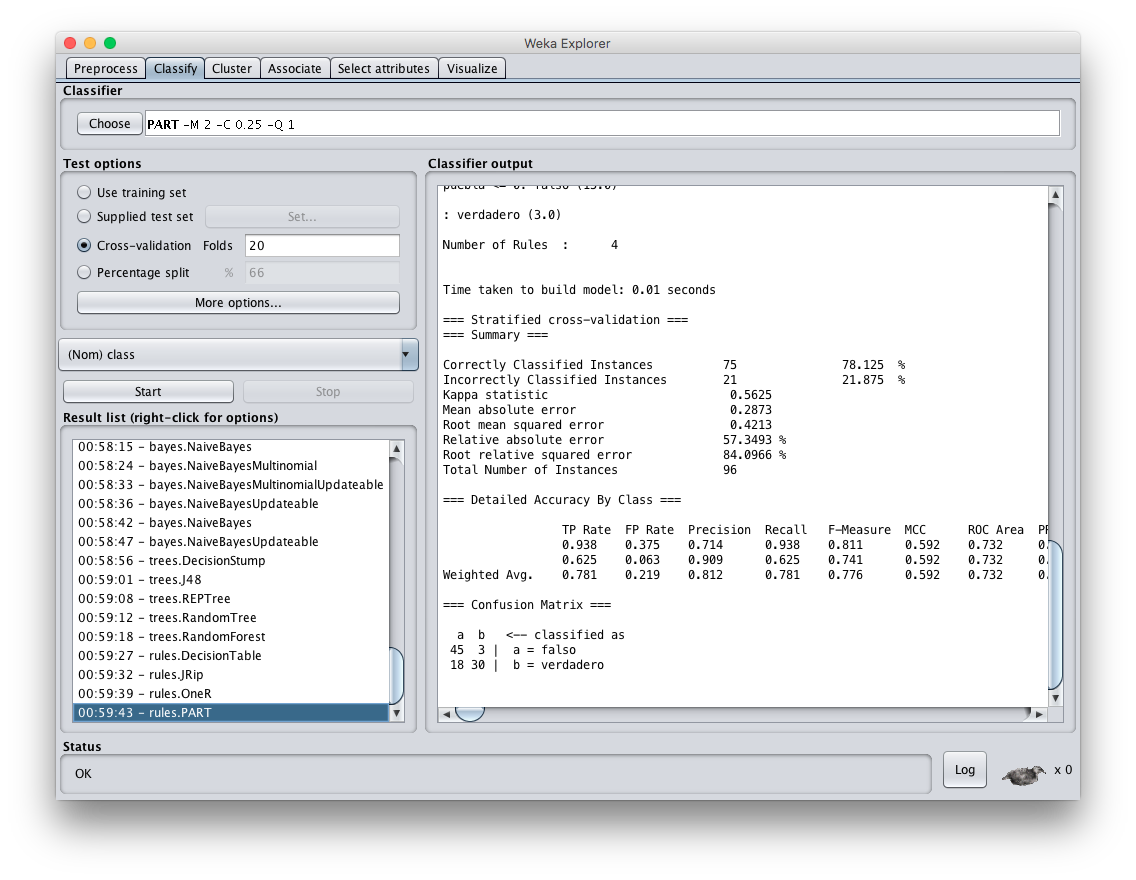 Weka Explorer
Preprocess Classify Cluster Associate Select attributes Visualize
Classifier
Choose PART -M 2 -C 0.25 -Q 1
Test options
Use training set
Supplied test set Set...
Cross-validation Folds 20
Percentage split % 66
More options...
(Nom) class
Start Stop
Result list (right-click for options)
00:58:15 - bayes.NaiveBayes
00:58:24 - bayes.NaiveBayesMultinomial
00:58:33 - bayes.NaiveBayesMultinomialUpdateable
00:58:36 - bayes.NaiveBayesUpdateable
00:58:42 - bayes.NaiveBayes
00:58:47 - bayes.NaiveBayesUpdateable
00:58:56 - trees.DecisionStump
00:59:01 - trees.J48
00:59:08 - trees.REPTree
00:59:12 - trees.RandomTree
00:59:18 - trees.RandomForest
00:59:27 - rules.DecisionTable
00:59:32 - rules.JRip
00:59:39 - rules.OneR
00:59:43 - rules.PART
Classifier output
puebla <= 0: falso (15.0)
: verdadero (3.0)
Number of Rules : 4
Time taken to build model: 0.01 seconds
=== Stratified cross-validation ===
=== Summary ===
Correctly Classified Instances 75 78.125 %
Incorrectly Classified Instances 21 21.875 %
Kappa statistic 0.5625
Mean absolute error 0.2873
Root mean squared error 0.4213
Relative absolute error 57.3493 %
Root relative squared error 84.0966 %
Total Number of Instances 96
=== Detailed Accuracy By Class ===
TP Rate FP Rate Precision Recall F-Measure MCC ROC Area
0.938 0.375 0.714 0.938 0.811 0.592 0.732 0.
0.625 0.063 0.909 0.625 0.741 0.592 0.732 0.
Weighted Avg. 0.781 0.219 0.812 0.781 0.776 0.592 0.732 0.
=== Confusion Matrix ===
a b <-- classified as
45 3 | a = falso
18 30 | b = verdadero
Status
OK
Log
x 0